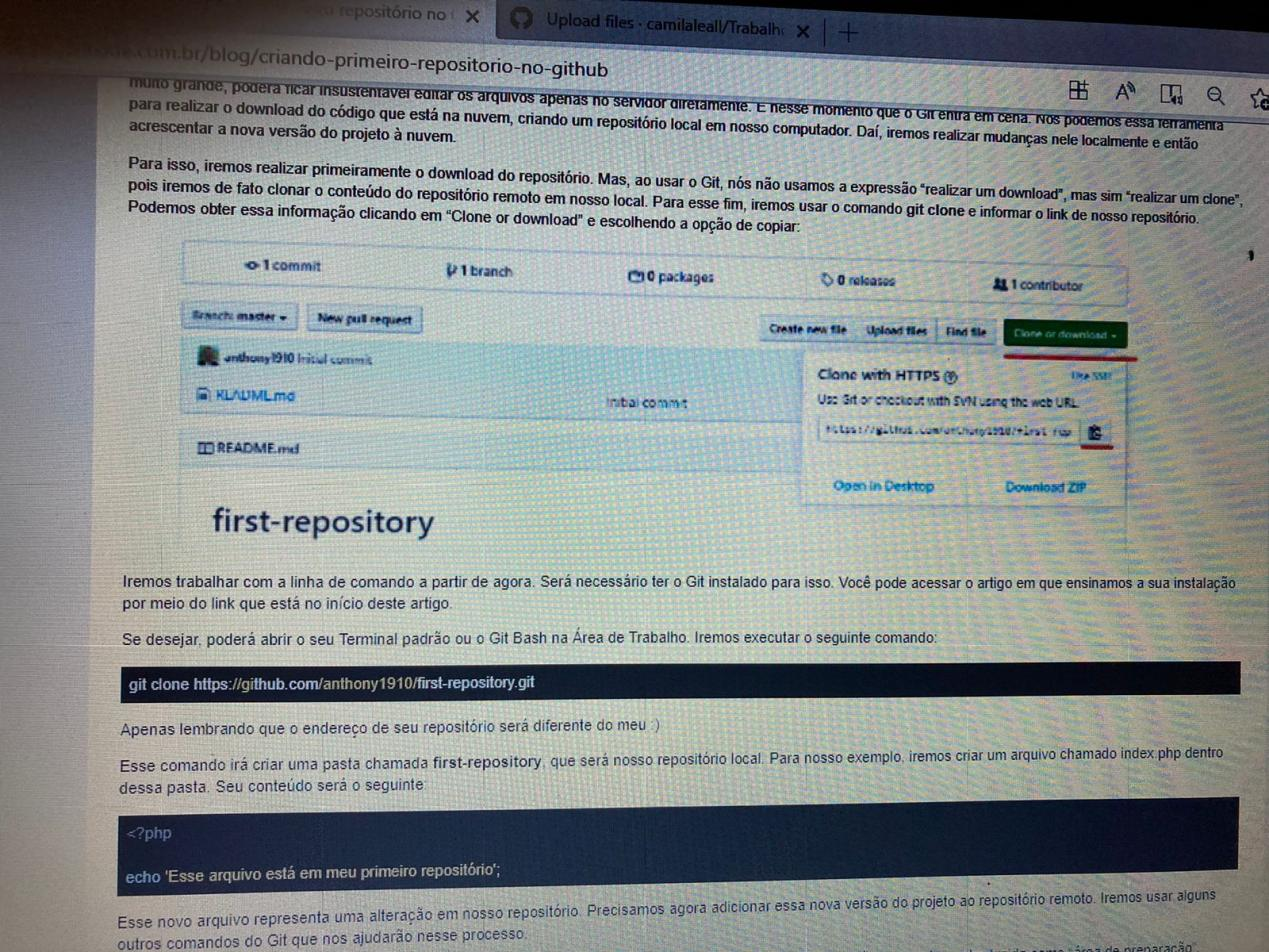 repositório no
Upload files · camilaleall/Trabalh
.com.br/blog/criando-primeiro-repositorio-no-github
muito grande, poderá ficar insustentável editar os arquivos apenas no servidor diretamente. E nesse momento que o Git entra em cena. Nós podemos essa ferramenta
para realizar o download do código que está na nuvem, criando um repositório local em nosso computador. Daí, iremos realizar mudanças nele localmente e então
acrescentar a nova versão do projeto à nuvem.
Para isso, iremos realizar primeiramente o download do repositório. Mas, ao usar o Git, nós não usamos a expressão “realizar um download”, mas sim “realizar um clone”,
pois iremos de fato clonar o conteúdo do repositório remoto em nosso local. Para esse fim, iremos usar o comando git clone e informar o link de nosso repositório.
Podemos obter essa informação clicando em “Clone or download” e escolhendo a opção de copiar:
1 commit 1 branch 0 packages 0 releases 1 contributor
Branch: master New pull request Create new file Upload files Find file Clone or download
anthony1910 Initial commit
Clone with HTTPS Use SSH
Use Git or checkout with SVN using the web URL.
README.md Initial commit
https://github.com/anthony1910/first-rep
README.md
Open in Desktop Download ZIP
first-repository
Iremos trabalhar com a linha de comando a partir de agora. Será necessário ter o Git instalado para isso. Você pode acessar o artigo em que ensinamos a sua instalação
por meio do link que está no início deste artigo.
Se desejar, poderá abrir o seu Terminal padrão ou o Git Bash na Área de Trabalho. Iremos executar o seguinte comando:
git clone https://github.com/anthony1910/first-repository.git
Apenas lembrando que o endereço de seu repositório será diferente do meu :)
Esse comando irá criar uma pasta chamada first-repository, que será nosso repositório local. Para nosso exemplo, iremos criar um arquivo chamado index.php dentro
dessa pasta. Seu conteúdo será o seguinte:
<?php
echo 'Esse arquivo está em meu primeiro repositório';
Esse novo arquivo representa uma alteração em nosso repositório. Precisamos agora adicionar essa nova versão do projeto ao repositório remoto. Iremos usar alguns
outros comandos do Git que nos ajudarão nesse processo.
de preparação